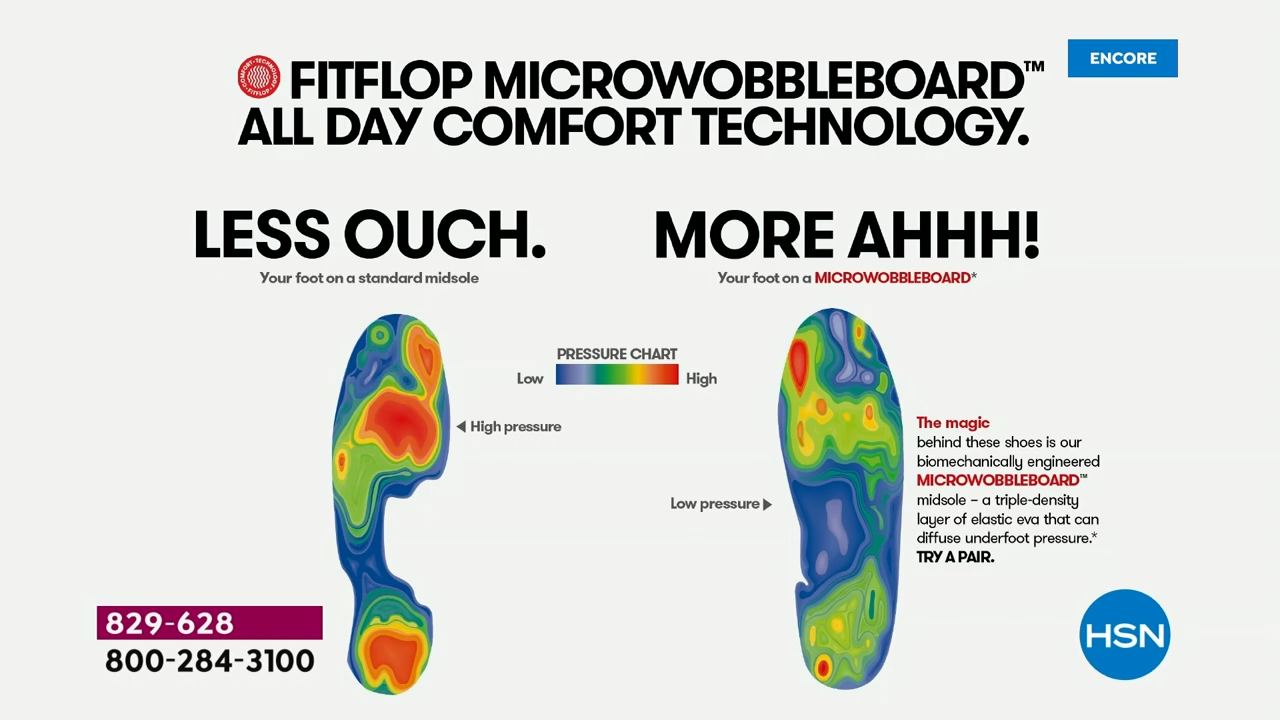 ENCORE
FITFLOP MICROWOBBLEBOARD™
ALL DAY COMFORT TECHNOLOGY.
LESS OUCH.
Your foot on a standard midsole
MORE AHHH!
Your foot on a MICROWOBBLEBOARD*
PRESSURE CHART
Low
High
High pressure
Low pressure
The magic
behind these shoes is our
biomechanically engineered
MICROWOBBLEBOARD™
midsole – a triple-density
layer of elastic eva that can
diffuse underfoot pressure.*
TRY A PAIR.
829-628
800-284-3100
HSN